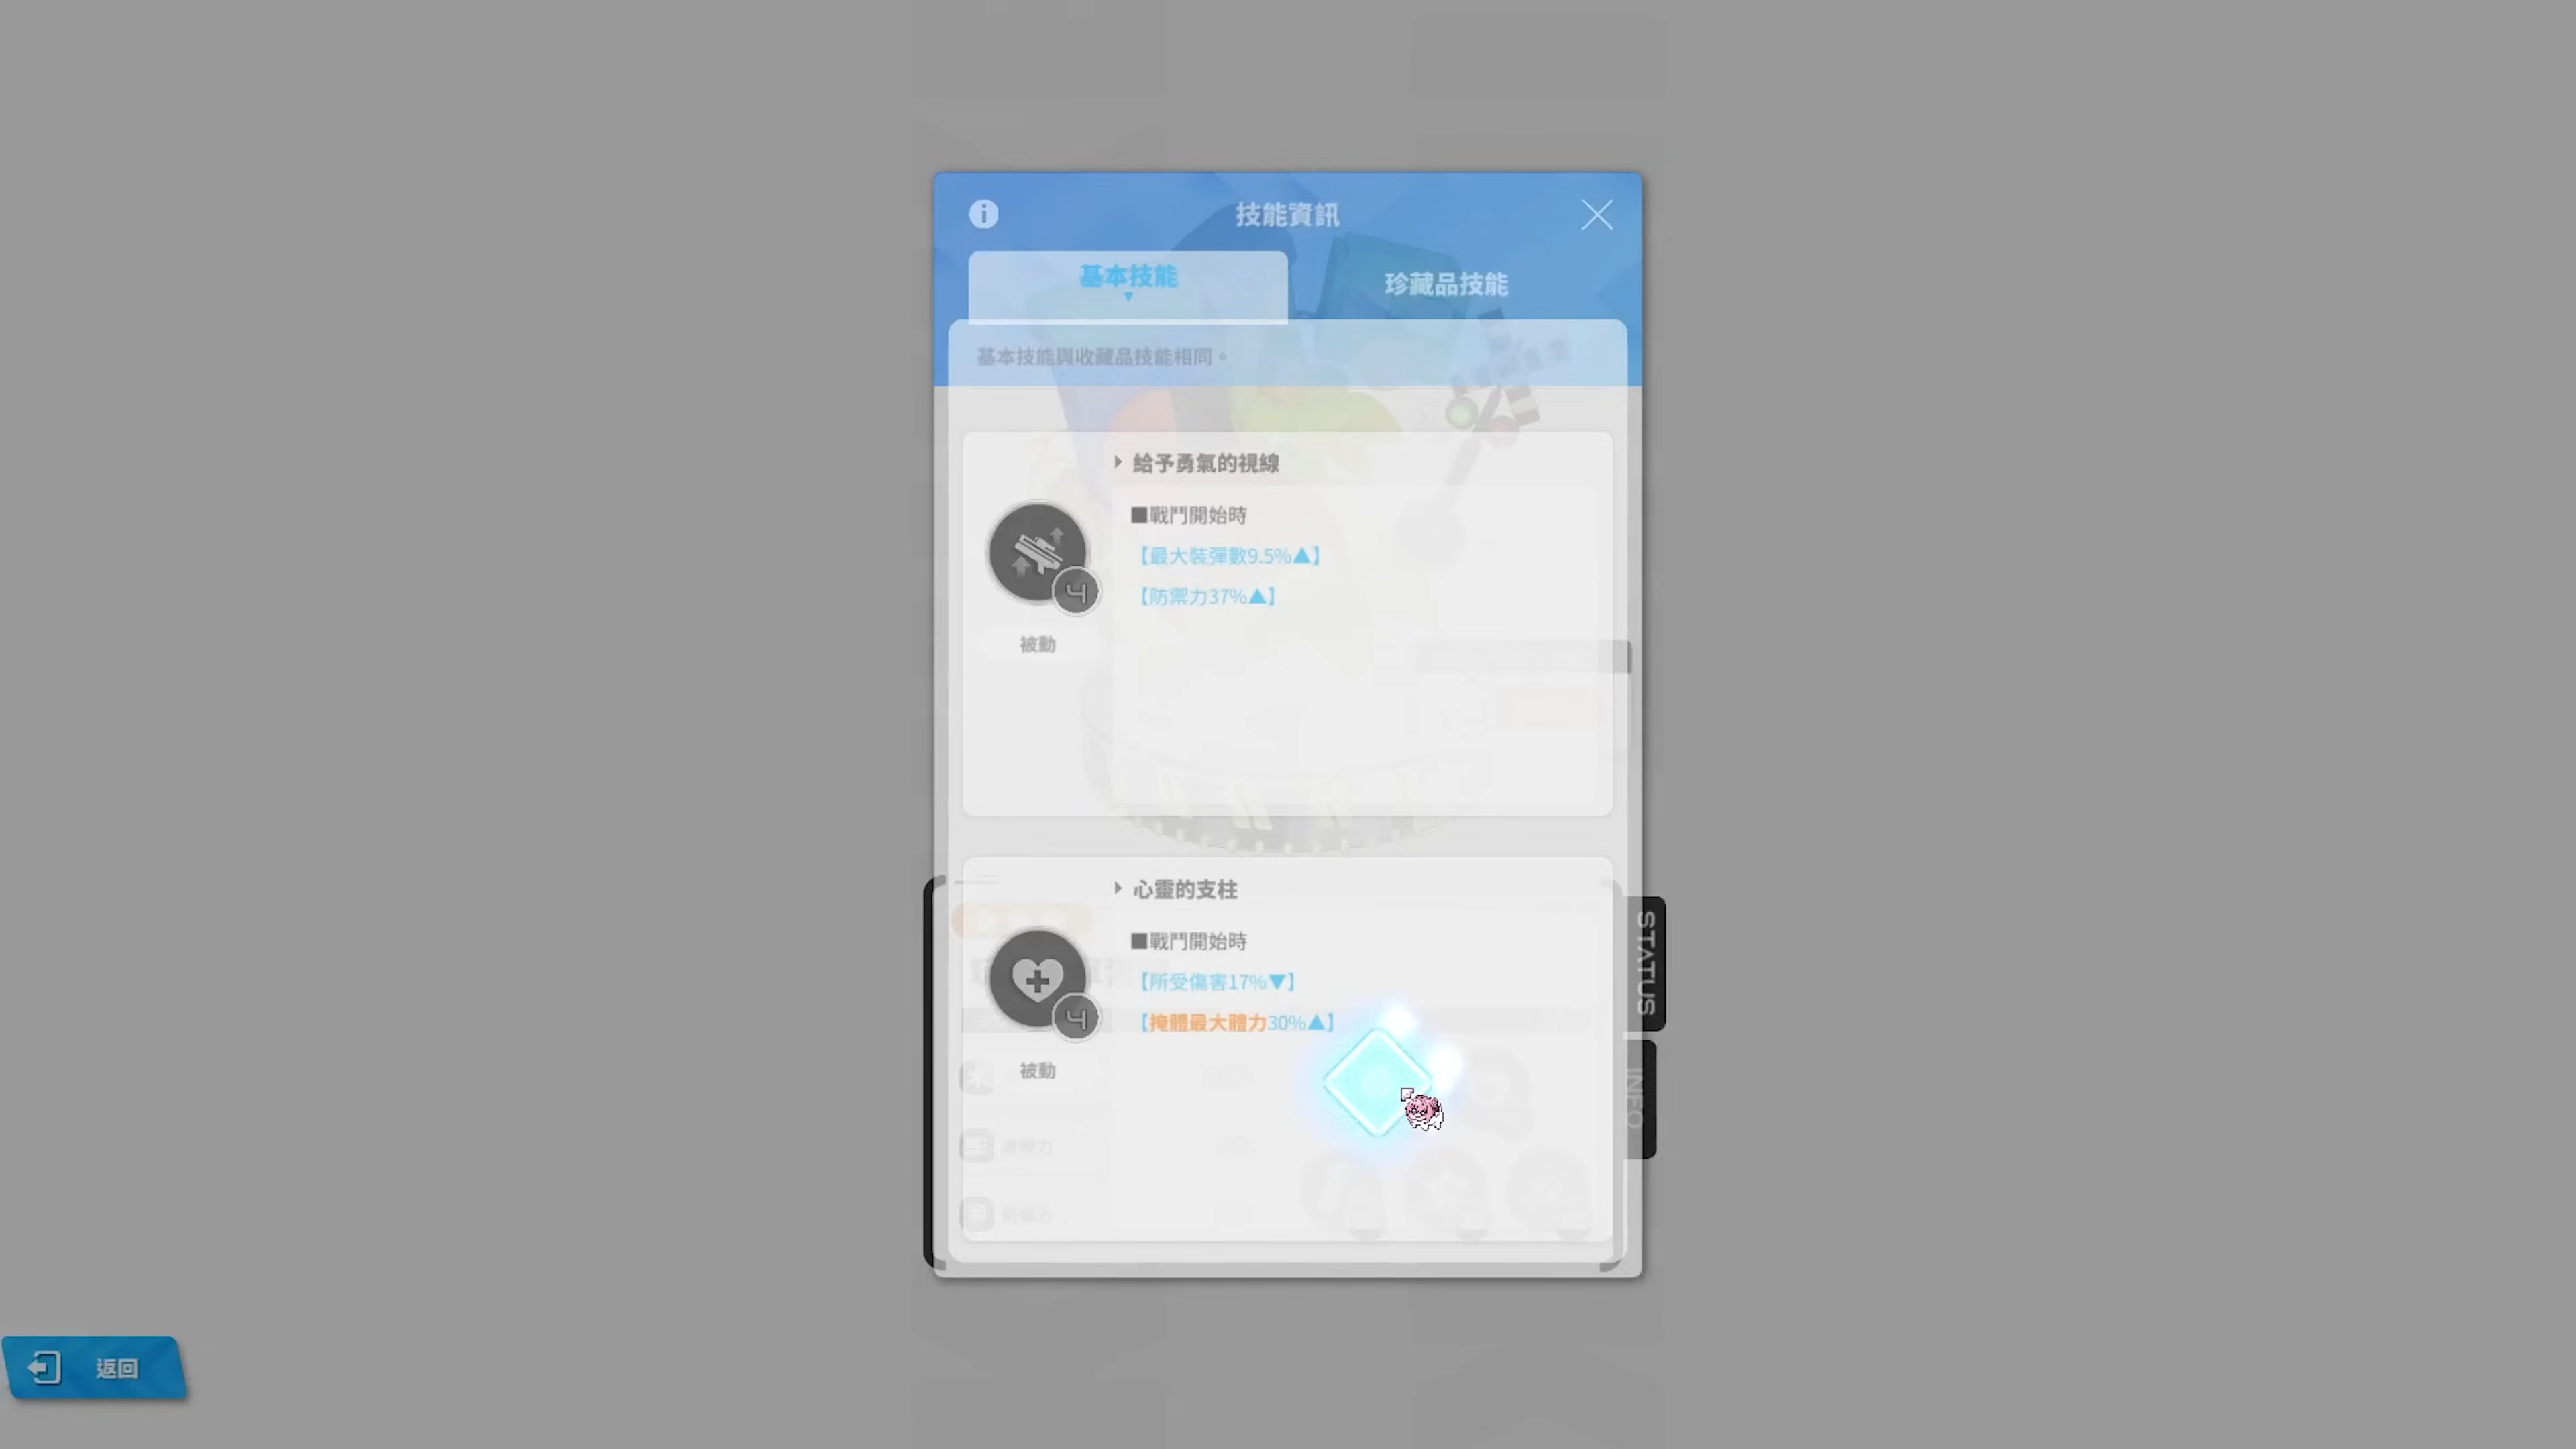 技能資訊
基本技能
珍藏品技能
基本技能與收藏品技能相同。
給予勇氣的視線
■戰鬥開始時
【最大裝彈數9.5%▲】
【防禦力37%▲】
4
被動
心靈的支柱
■戰鬥開始時
【所受傷害17%▼】
【掩體最大體力30%▲】
4
被動
STATUS
INFO
返回